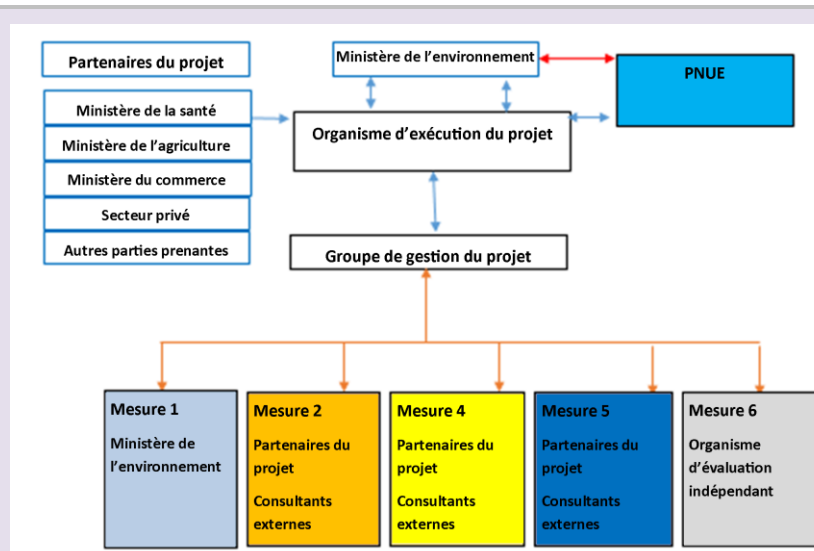 Partenaires du projet
Ministère de l’environnement
PNUE
Ministère de la santé
Ministère de l’agriculture
Ministère du commerce
Secteur privé
Autres parties prenantes
Organisme d’exécution du projet
Groupe de gestion du projet
Mesure 1
Ministère de
l’environnement
Mesure 2
Partenaires du
projet
Consultants
externes
Mesure 4
Partenaires du
projet
Consultants
externes
Mesure 5
Partenaires du
projet
Consultants
externes
Mesure 6
Organisme
d’évaluation
indépendant